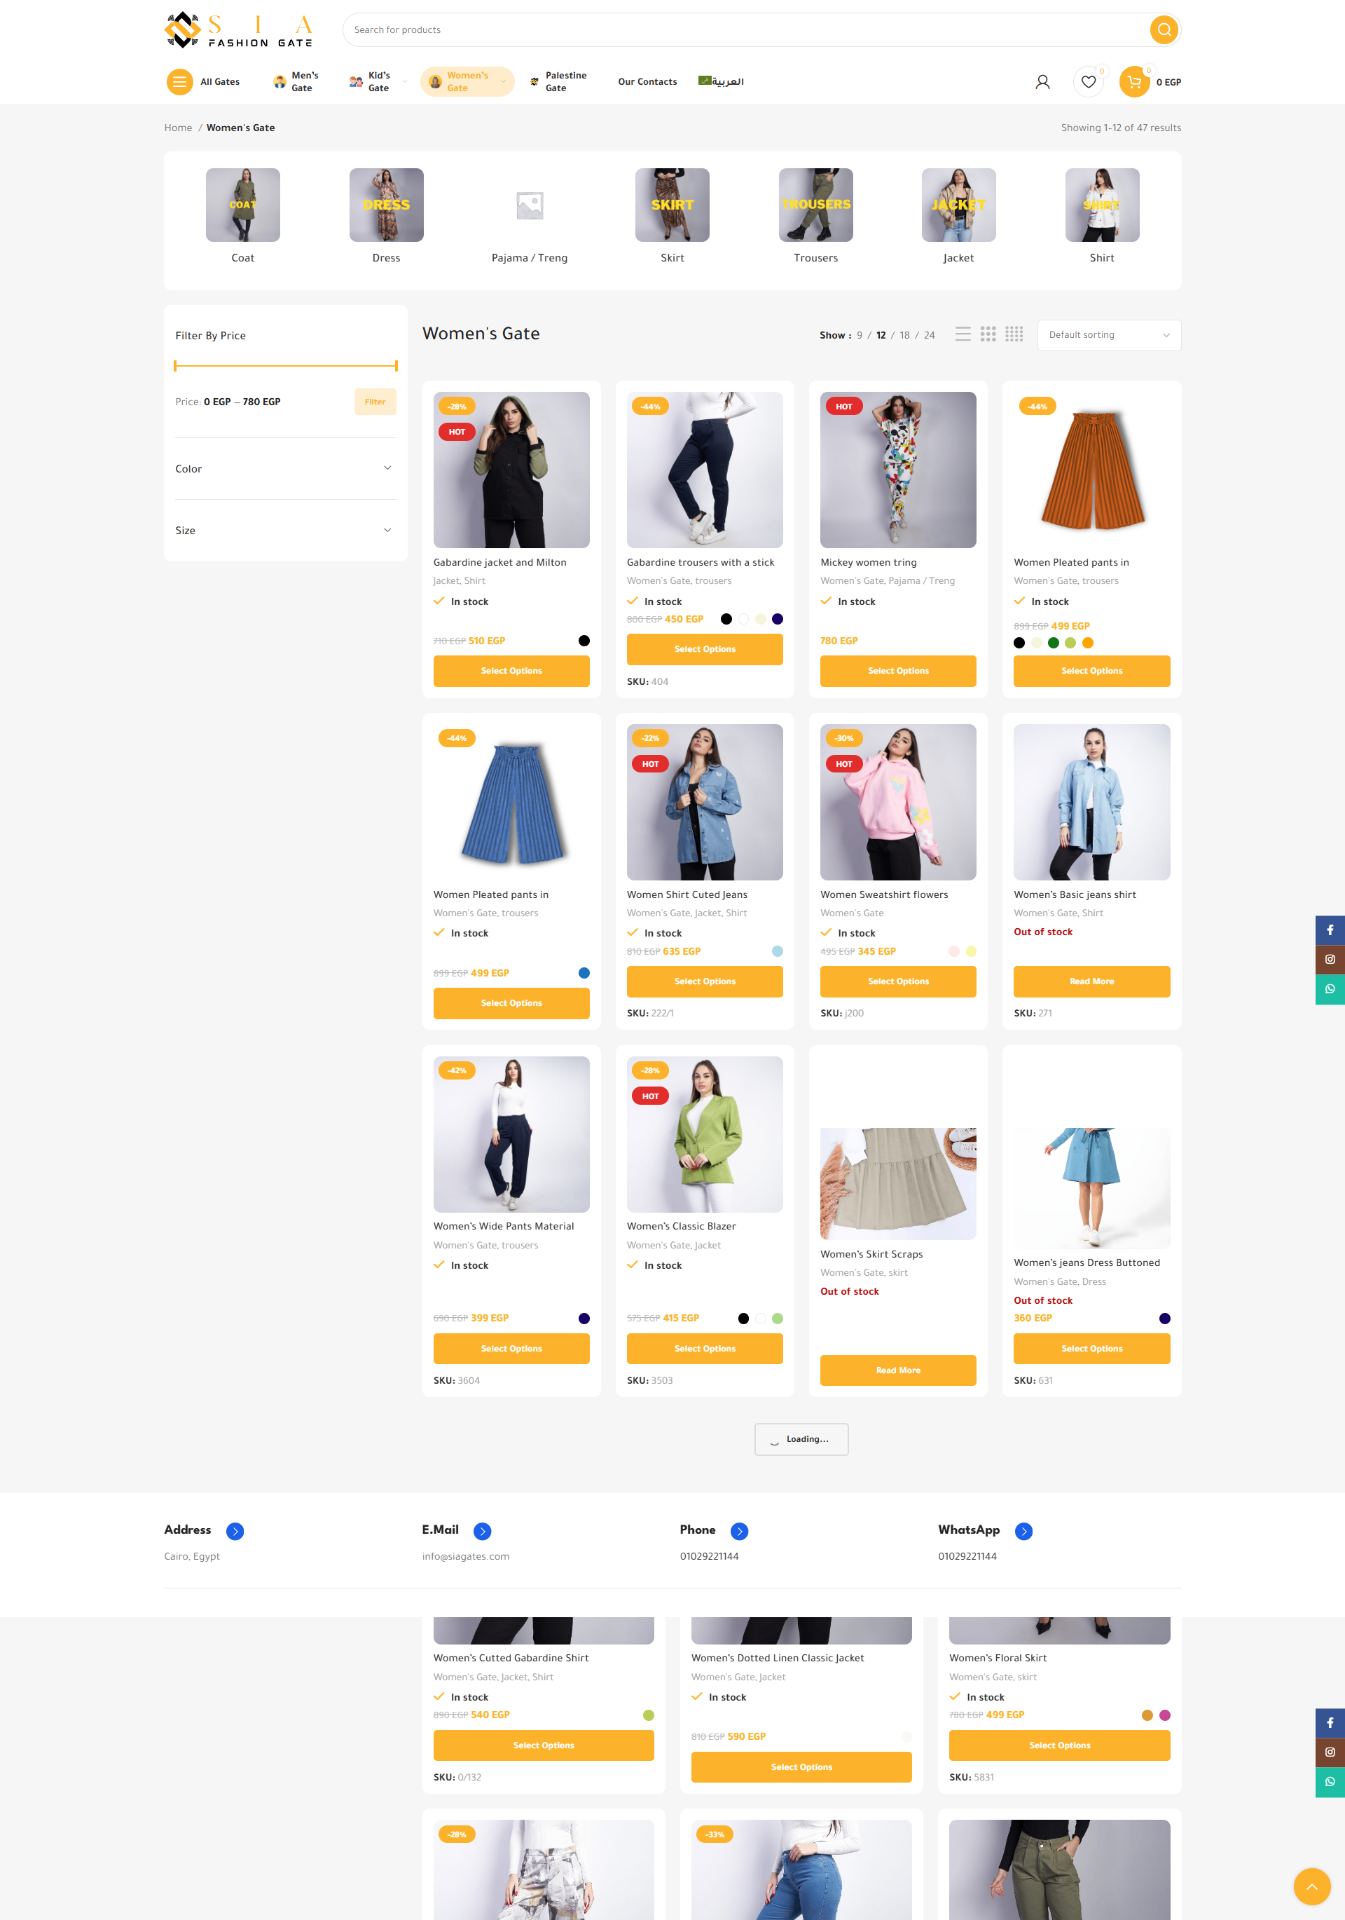 SIA
FASHION GATE
Search for products
All Gates
Men's
Gate
Kid's
Gate
Women's
Gate
Palestine
Gate
Our Contacts
العربية
0
0
0 EGP
Home / Women's Gate
Showing 1–12 of 47 results
COAT
DRESS
SKIRT
TROUSERS
JACKET
SHIRT
Coat
Dress
Pajama / Treng
Skirt
Trousers
Jacket
Shirt
Filter By Price
Price: 0 EGP — 780 EGP
Filter
Color
Size
Women's Gate
Show : 9 / 12 / 18 / 24
Default sorting
-28%
HOT
Gabardine jacket and Milton
Jacket, Shirt
In stock
710 EGP 510 EGP
Select Options
-44%
Gabardine trousers with a stick
Women's Gate, trousers
In stock
800 EGP 450 EGP
Select Options
SKU: 404
HOT
Mickey women tring
Women's Gate, Pajama / Treng
In stock
780 EGP
Select Options
-44%
Women Pleated pants in
Women's Gate, trousers
In stock
899 EGP 499 EGP
Select Options
-44%
Women Pleated pants in
Women's Gate, trousers
In stock
899 EGP 499 EGP
Select Options
-22%
HOT
Women Shirt Cuted Jeans
Women's Gate, Jacket, Shirt
In stock
810 EGP 635 EGP
Select Options
SKU: 222/1
-30%
HOT
Women Sweatshirt flowers
Women's Gate
In stock
495 EGP 345 EGP
Select Options
SKU: j200
Women's Basic jeans shirt
Women's Gate, Shirt
Out of stock
Read More
SKU: 271
-42%
Women's Wide Pants Material
Women's Gate, trousers
In stock
690 EGP 399 EGP
Select Options
SKU: 3604
-28%
HOT
Women's Classic Blazer
Women's Gate, Jacket
In stock
575 EGP 415 EGP
Select Options
SKU: 3503
Women's Skirt Scraps
Women's Gate, skirt
Out of stock
Read More
Women's jeans Dress Buttoned
Women's Gate, Dress
Out of stock
360 EGP
Select Options
SKU: 631
Loading...
Address
Cairo, Egypt
E.Mail
info@siagates.com
Phone
01029221144
WhatsApp
01029221144
Women's Cutted Gabardine Shirt
Women's Gate, Jacket, Shirt
In stock
890 EGP 540 EGP
Select Options
SKU: 0/132
Women's Dotted Linen Classic Jacket
Women's Gate, Jacket
In stock
810 EGP 590 EGP
Select Options
Women's Floral Skirt
Women's Gate, skirt
In stock
780 EGP 499 EGP
Select Options
SKU: 5831
-28%
-33%